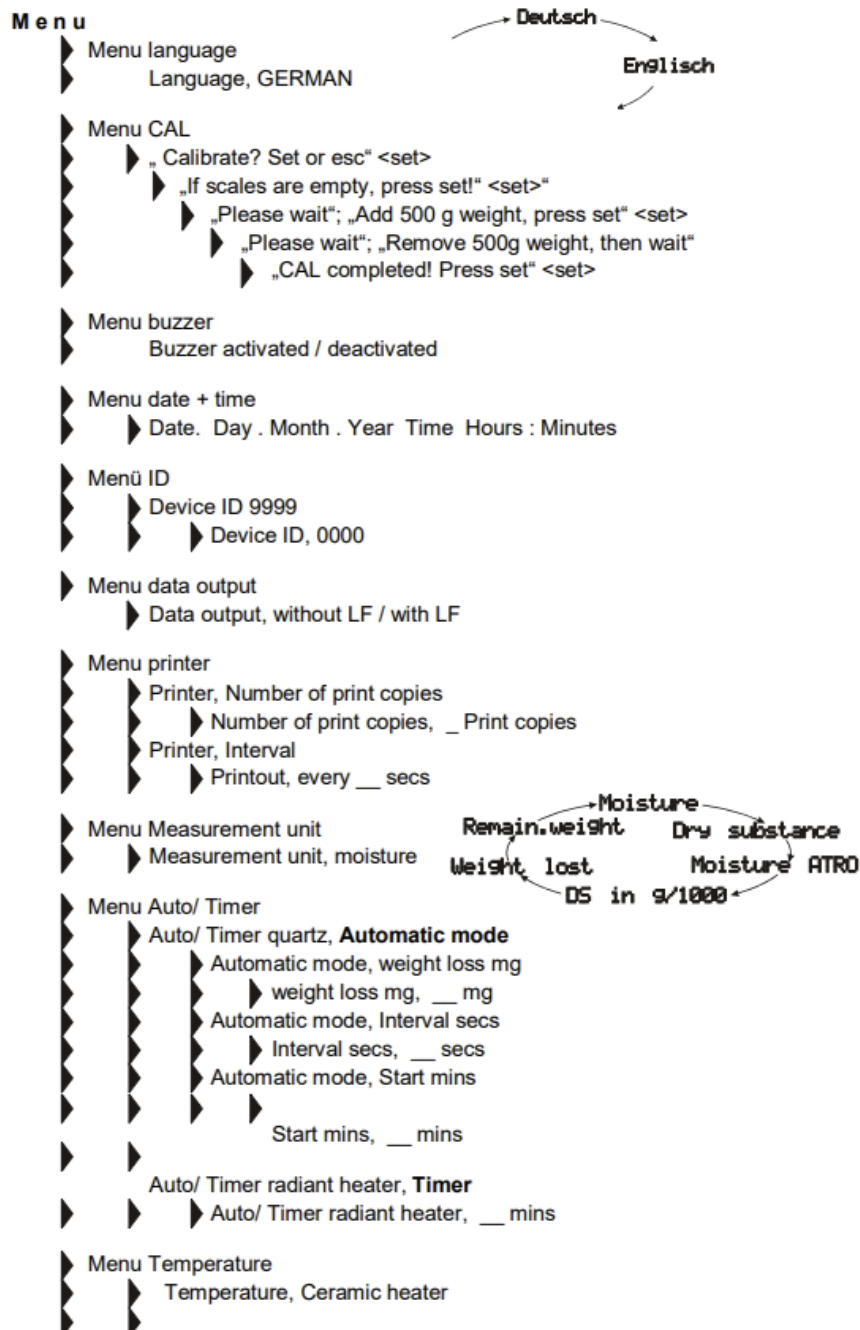 Menu
Deutsch
Menu language
Englisch
Language, GERMAN
Menu CAL
„ Calibrate? Set or esc“ <set>
„If scales are empty, press set!“ <set>“
„Please wait“; „Add 500 g weight, press set“ <set>
„Please wait“; „Remove 500g weight, then wait“
„CAL completed! Press set“ <set>
Menu buzzer
Buzzer activated / deactivated
Menu date + time
Date. Day . Month . Year Time Hours : Minutes
Menü ID
Device ID 9999
Device ID, 0000
Menu data output
Data output, without LF / with LF
Menu printer
Printer, Number of print copies
Number of print copies, _ Print copies
Printer, Interval
Printout, every __ secs
Moisture
Menu Measurement unit
Remain.weight
Dry substance
Measurement unit, moisture
Weight lost
Moisture ATRO
DS in g/1000
Menu Auto/ Timer
Auto/ Timer quartz, Automatic mode
Automatic mode, weight loss mg
weight loss mg, __ mg
Automatic mode, Interval secs
Interval secs, __ secs
Automatic mode, Start mins
Start mins, __ mins
Auto/ Timer radiant heater, Timer
Auto/ Timer radiant heater, __ mins
Menu Temperature
Temperature, Ceramic heater